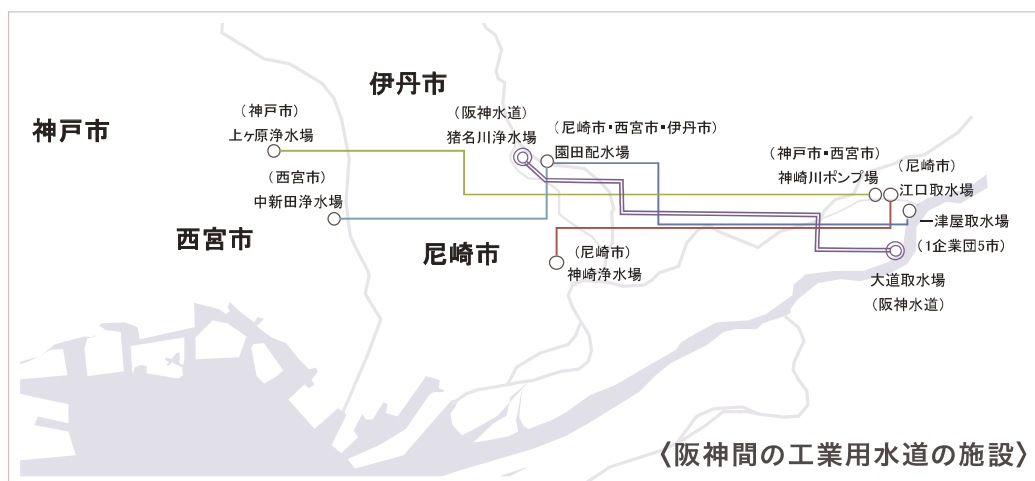 神戸市
伊丹市
西宮市
尼崎市
(神戸市)
上ヶ原浄水場
(西宮市)
中新田浄水場
(阪神水道)
猪名川浄水場
(尼崎市・西宮市・伊丹市)
園田配水場
(神戸市・西宮市)
神崎川ポンプ場
(尼崎市)
江口取水場
一津屋取水場
(1企業団5市)
(尼崎市)
神崎浄水場
大道取水場
(阪神水道)
〈阪神間の工業用水道の施設〉